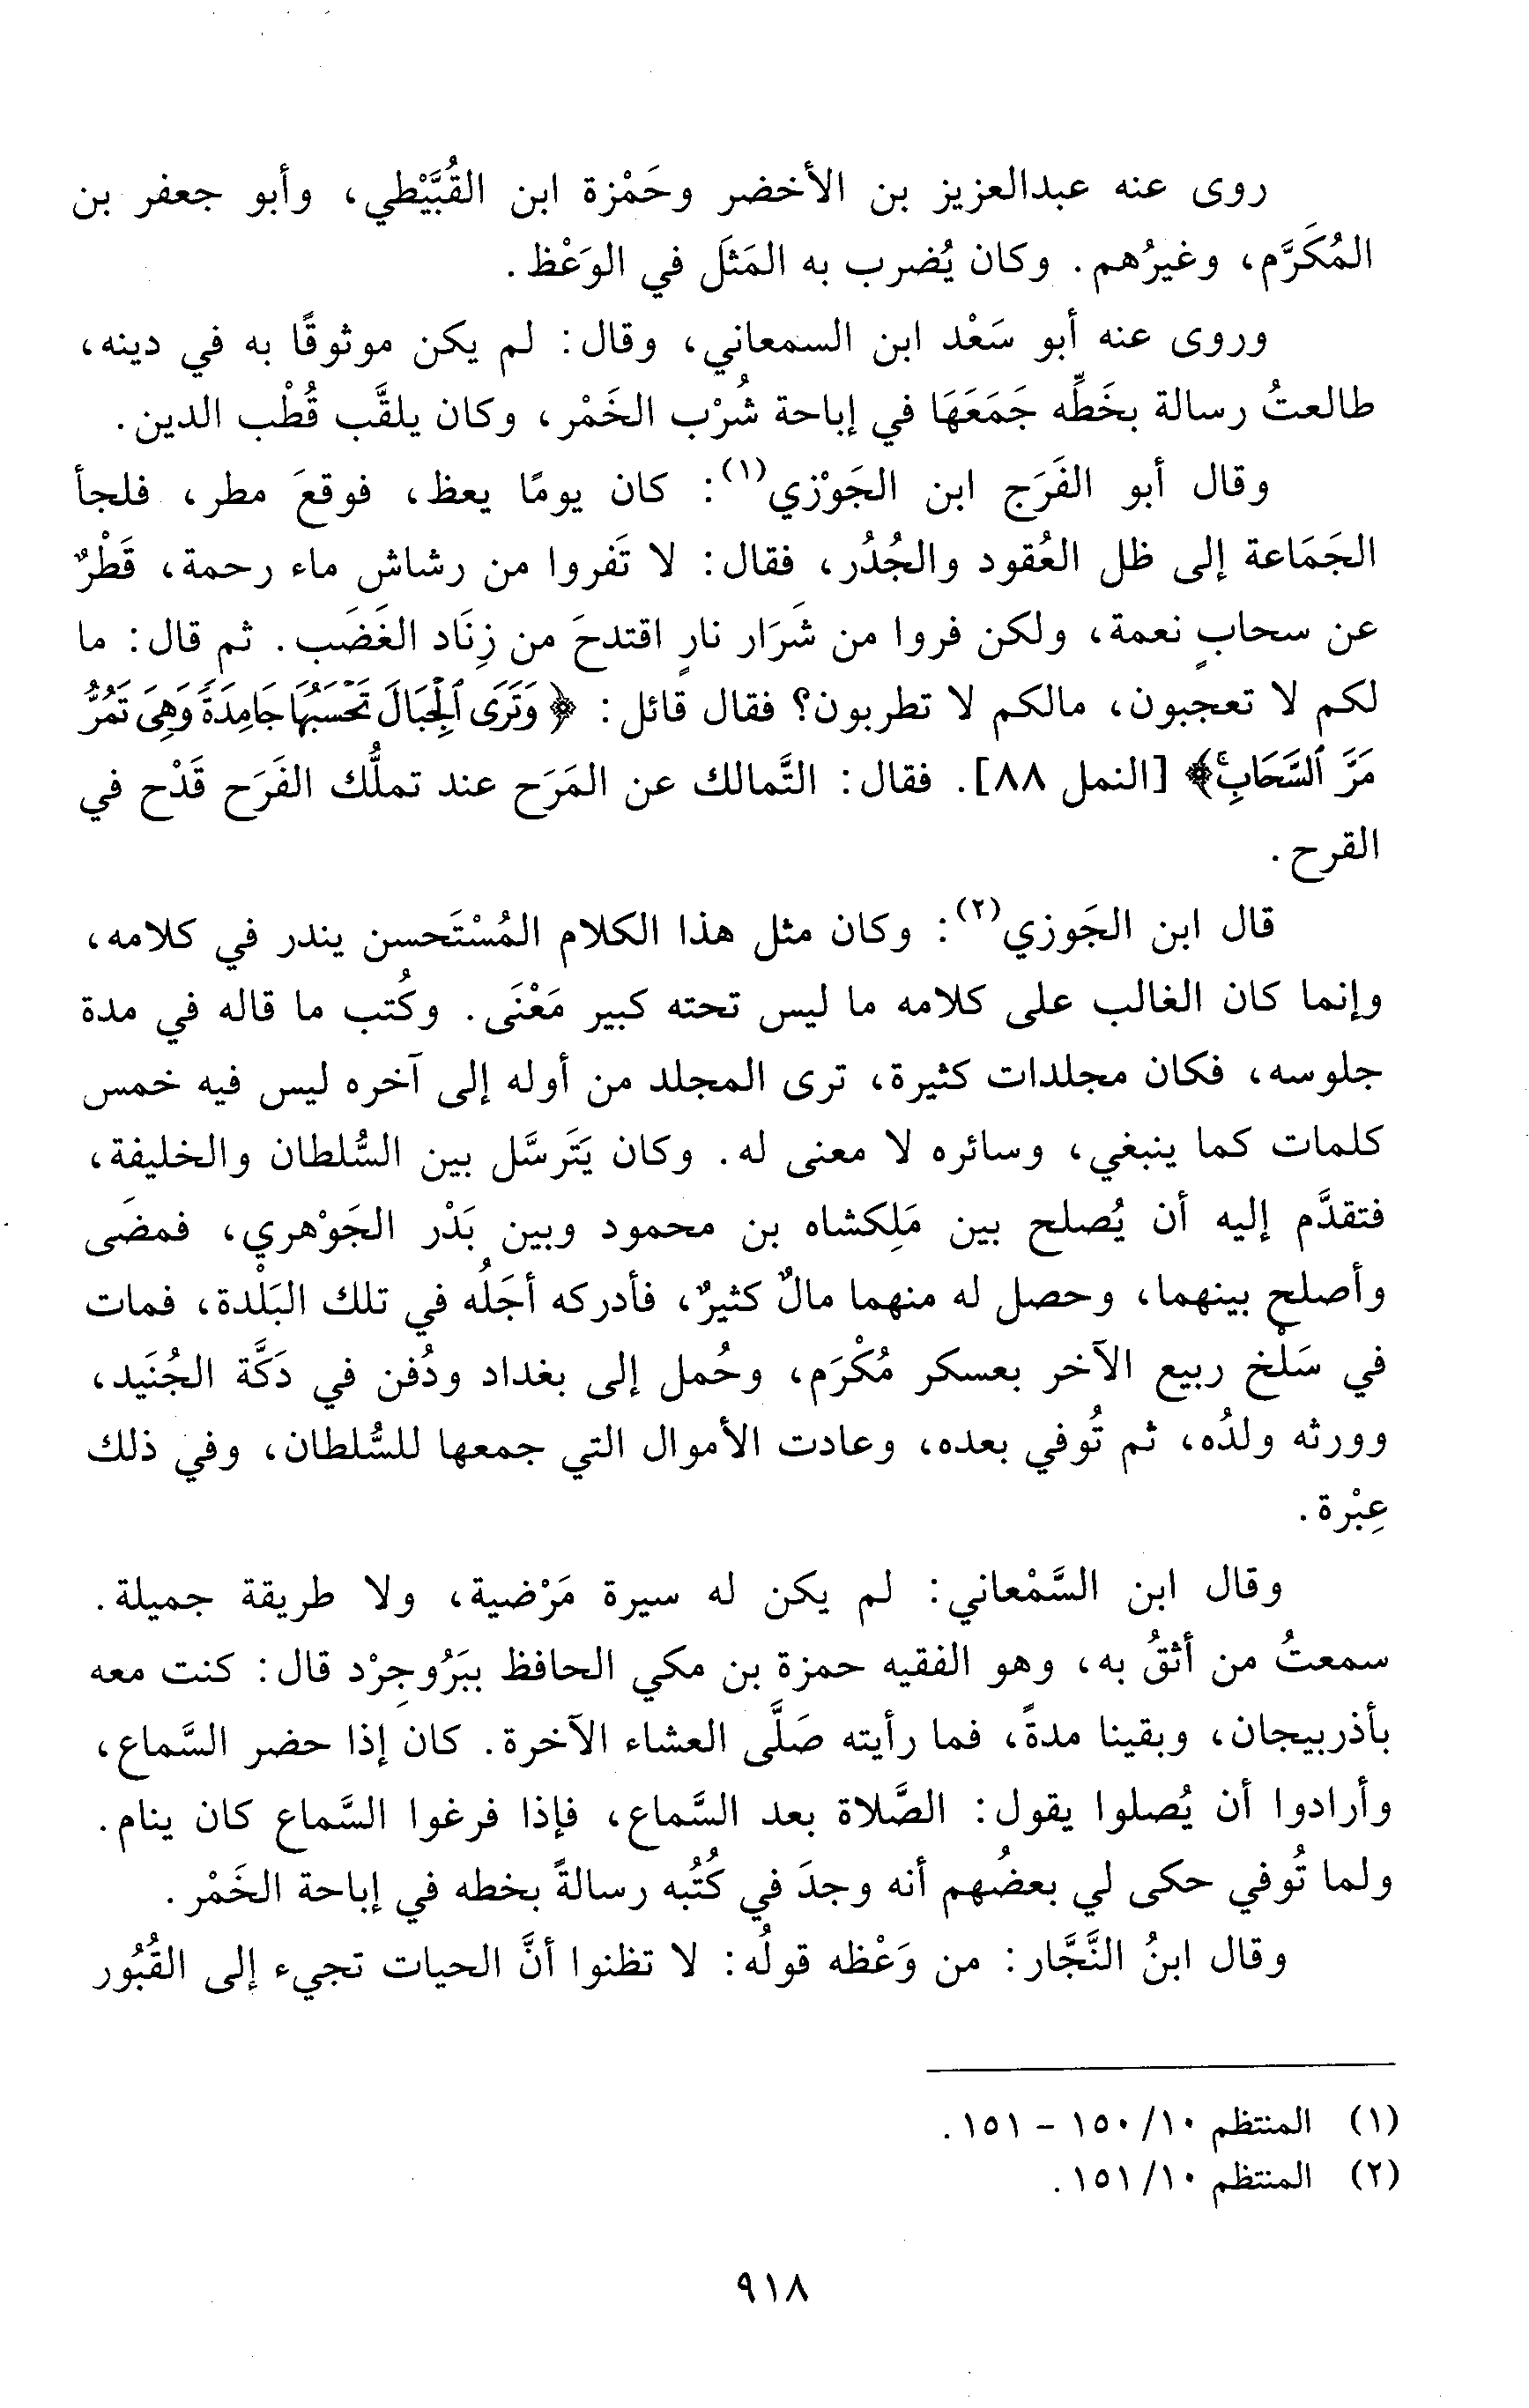 روى عنه عبدالعزيز بن الأخضر وحَمْزة ابن القُبَّيْطي، وأبو جعفر بن
المُكَرَّم، وغيرُهم. وكان يُضرب به المَثَل في الوَعْظ.
وروى عنه أبو سَعْد ابن السمعاني، وقال: لم يكن موثوقًا به في دينه،
طالعتُ رسالة بخَطِّه جَمَعَهَا في إباحة شُرْب الخَمْر، وكان يلقَّب قُطْب الدين.
وقال أبو الفَرَج ابن الجَوْزي(١): كان يومًا يعظ، فوقعَ مطر، فلجأ
الجَمَاعة إلى ظل العُقود والجُدُر، فقال: لا تَفروا من رشاش ماء رحمة، قَطْرٌ
عن سحابٍ نعمة، ولكن فروا من شَرَار نارٍ اقتدحَ من زِنَاد الغَضَب. ثم قال: ما
لكم لا تعجبون، مالكم لا تطربون؟ فقال قائل: ﴿وَتَرَى ٱلْجِبَالَ تَحْسَبُهَا جَامِدَةً وَهِىَ تَمُرُّ
مَرَّ ٱلسَّحَابِۚ﴾ [النمل ٨٨]. فقال: التَّمالك عن المَرَح عند تملُّك الفَرَح قَدْح في
القرح.
قال ابن الجَوزي(٢): وكان مثل هذا الكلام المُسْتَحسن يندر في كلامه،
وإنما كان الغالب على كلامه ما ليس تحته كبير مَعْنَى. وكُتب ما قاله في مدة
جلوسه، فكان مجلدات كثيرة، ترى المجلد من أوله إلى آخره ليس فيه خمس
كلمات كما ينبغي، وسائره لا معنى له. وكان يَتَرسَّل بين السُّلطان والخليفة،
فتقدَّم إليه أن يُصلح بين مَلِكشاه بن محمود وبين بَدْر الجَوْهري، فمضَى
وأصلح بينهما، وحصل له منهما مالٌ كثيرٌ، فأدركه أجَلُه في تلك البَلْدة، فمات
في سَلْخ ربيع الآخر بعسكر مُكْرَم، وحُمل إلى بغداد ودُفن في دَكَّة الجُنَيد،
وورثه ولدُه، ثم تُوفي بعده، وعادت الأموال التي جمعها للسُّلطان، وفي ذلك
عِبْرة.
وقال ابن السَّمْعاني: لم يكن له سيرة مَرْضية، ولا طريقة جميلة.
سمعتُ من أثقُ به، وهو الفقيه حمزة بن مكي الحافظ ببَرُوجِرْد قال: كنت معه
بأذربيجان، وبقينا مدةً، فما رأيته صَلَّى العشاء الآخرة. كان إذا حضر السَّماع،
وأرادوا أن يُصلوا يقول: الصَّلاة بعد السَّماع، فإذا فرغوا السَّماع كان ينام.
ولما تُوفي حكى لي بعضُهم أنه وجدَ في كُتُبه رسالةً بخطه في إباحة الخَمْر.
وقال ابنُ النَّجَّار: من وَعْظه قولُه: لا تظنوا أنَّ الحيات تجيء إلى القُبُور
(١) المنتظم ١٠/ ١٥٠ - ١٥١.
(٢) المنتظم ١٠/ ١٥١.
٩١٨